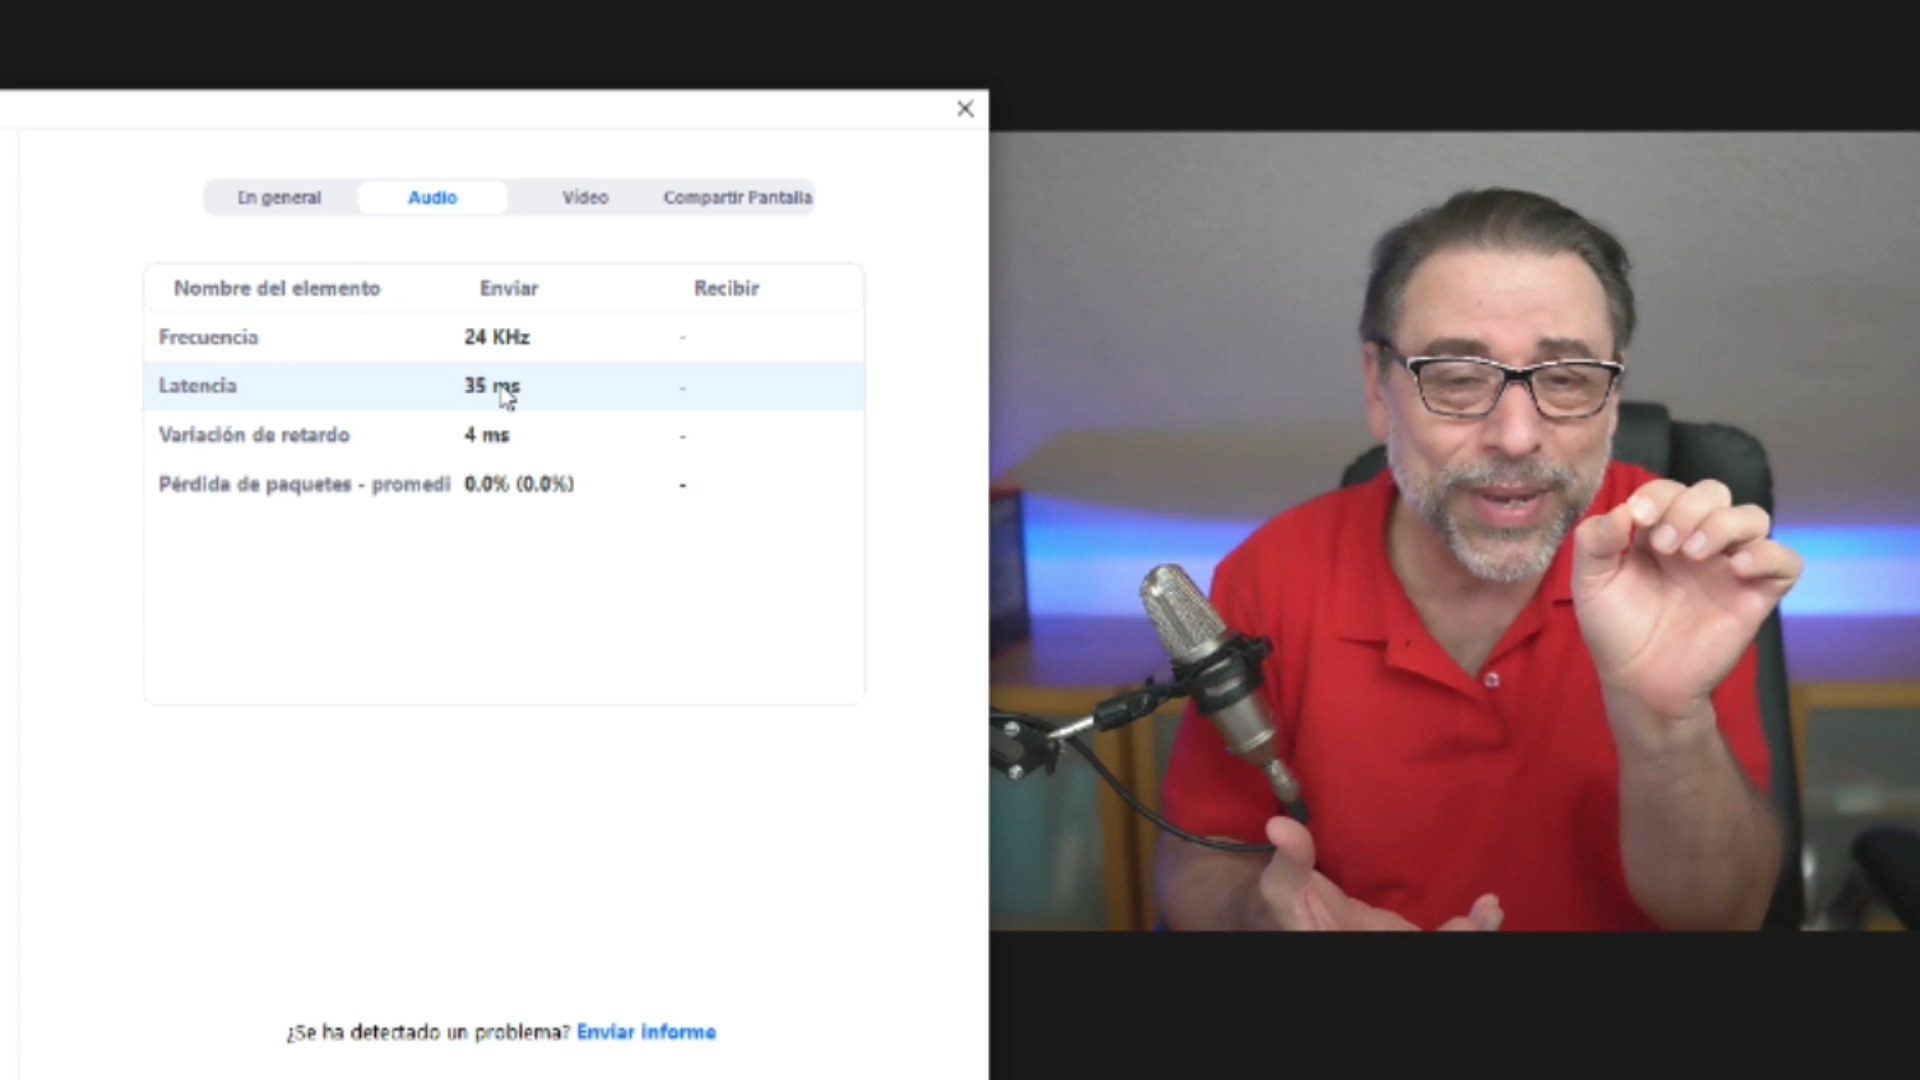 En general Audio Vídeo Compartir Pantalla
Nombre del elemento Enviar Recibir
Frecuencia 24 KHz -
Latencia 35 ms -
Variación de retardo 4 ms -
Pérdida de paquetes - promedi 0.0% (0.0%) -
¿Se ha detectado un problema? Enviar informe